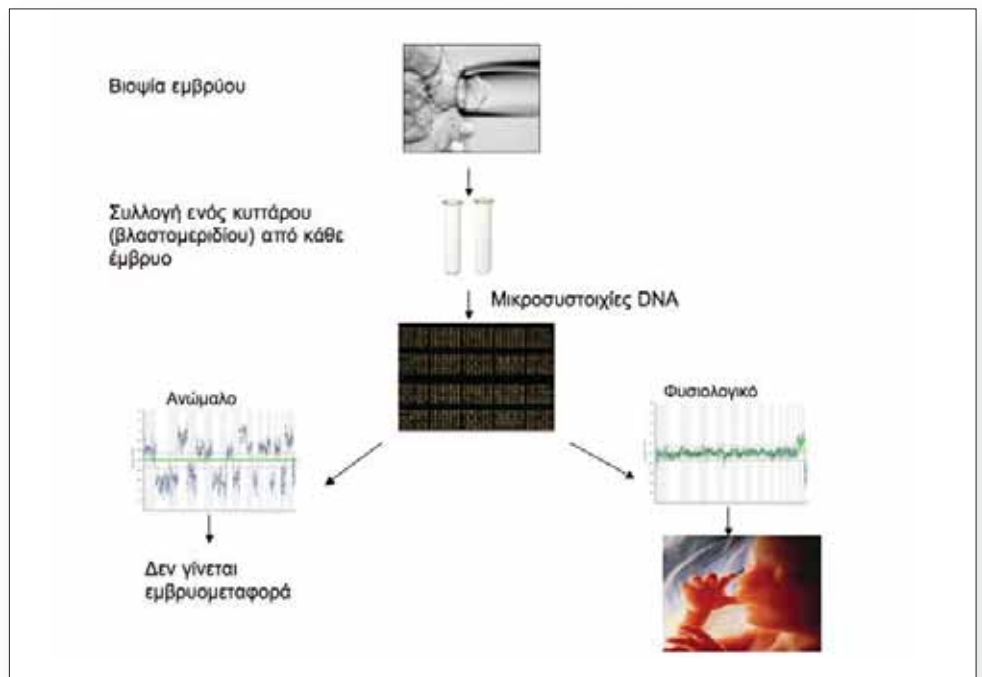 Βιοψία εμβρύου
Συλλογή ενός κυττάρου
(βλαστομεριδίου) από κάθε
έμβρυο
Μικροσυστοιχίες DNA
Ανώμαλο
Φυσιολογικό
Δεν γίνεται
εμβρυομεταφορά